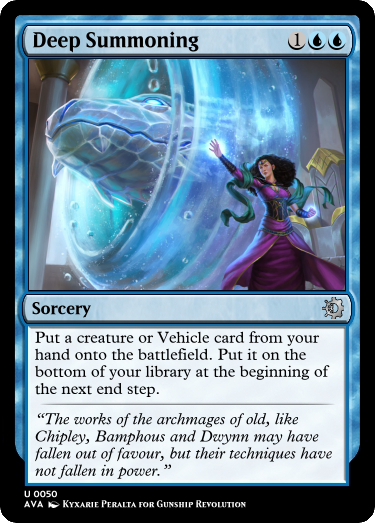 Deep Summoning 1
Sorcery
Put a creature or Vehicle card from your
hand onto the battlefield. Put it on the
bottom of your library at the beginning of
the next end step.
“The works of the archmages of old, like
Chipley, Bamphous and Dwynn may have
fallen out of favour, but their techniques have
not fallen in power.”
U 0050
AVA Kyxarie Peralta for Gunship Revolution